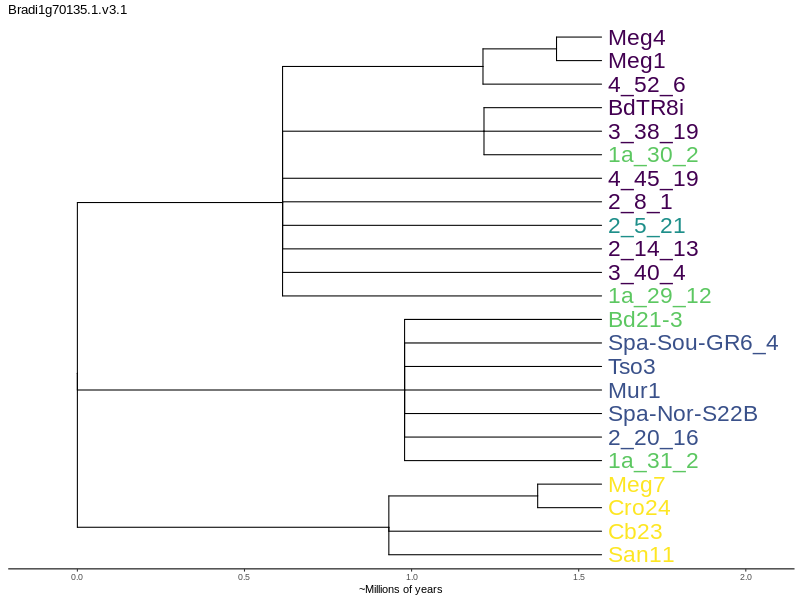 Bradi1g70135.1.v3.1
Meg4
Meg1
4_52_6
BdTR8i
3_38_19
1a_30_2
4_45_19
2_8_1
2_5_21
2_14_13
3_40_4
1a_29_12
Bd21-3
Spa-Sou-GR6_4
Tso3
Mur1
Spa-Nor-S22B
2_20_16
1a_31_2
Meg7
Cro24
Cb23
San11
0.0 0.5 1.0 1.5 2.0
~Millions of years